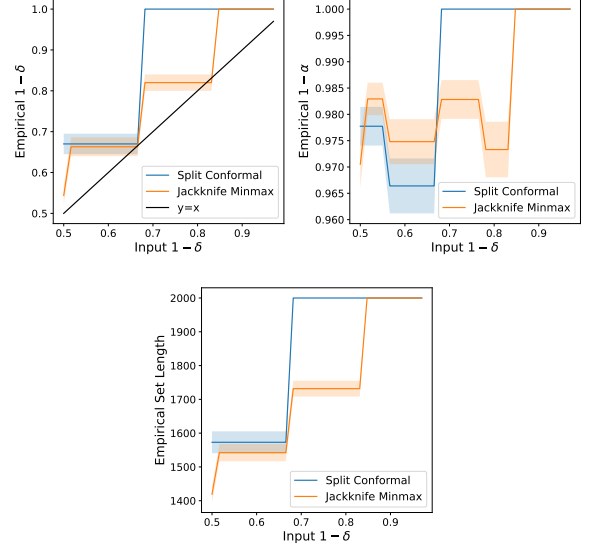 Empirical 1 − δ
1.0
0.9
0.8
0.7
0.6
0.5
Split Conformal
Jackknife Minmax
y=x
0.5 0.6 0.7 0.8 0.9
Input 1 − δ
Empirical 1 − α
1.000
0.995
0.990
0.985
0.980
0.975
0.970
0.965
0.960
Split Conformal
Jackknife Minmax
0.5 0.6 0.7 0.8 0.9
Input 1 − δ
Empirical Set Length
2000
1900
1800
1700
1600
1500
1400
Split Conformal
Jackknife Minmax
0.5 0.6 0.7 0.8 0.9
Input 1 − δ